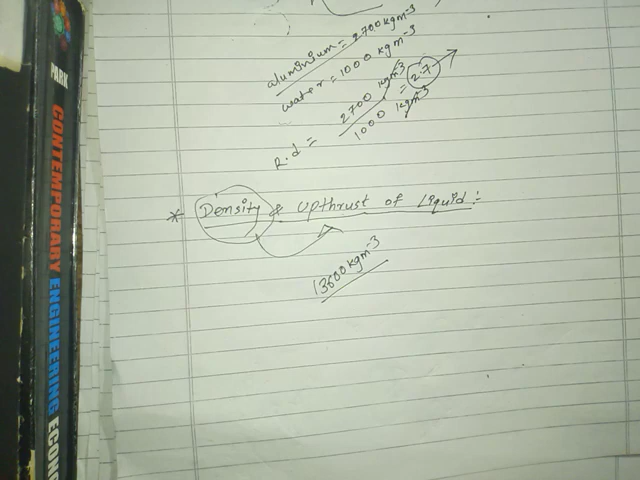 aluminium = 2700 kgm-3
water = 1000 kgm-3
R.d = 2700 kgm-3 / 1000 kgm-3 = 2.7
* Density & Upthrust of Liquid :-
13600 kgm-3
PARK
CONTEMPORARY ENGINEERING ECON